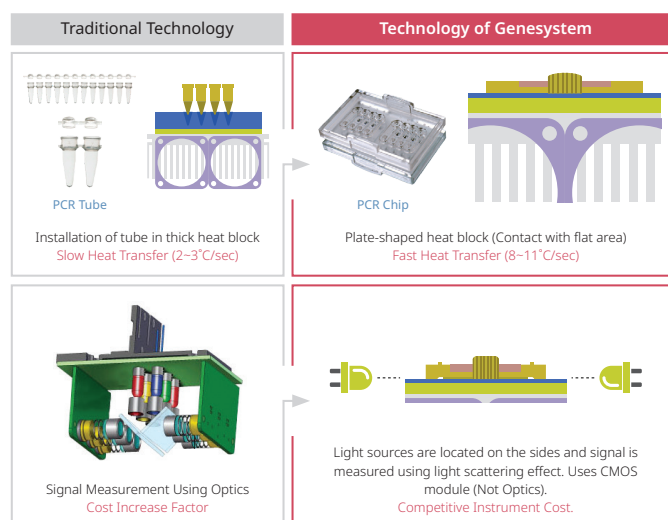 Traditional Technology
Technology of Genesystem
PCR Tube
Installation of tube in thick heat block
Slow Heat Transfer (2~3˚C/sec)
PCR Chip
Plate-shaped heat block (Contact with flat area)
Fast Heat Transfer (8~11˚C/sec)
Signal Measurement Using Optics
Cost Increase Factor
Light sources are located on the sides and signal is
measured using light scattering effect. Uses CMOS
module (Not Optics).
Competitive Instrument Cost.